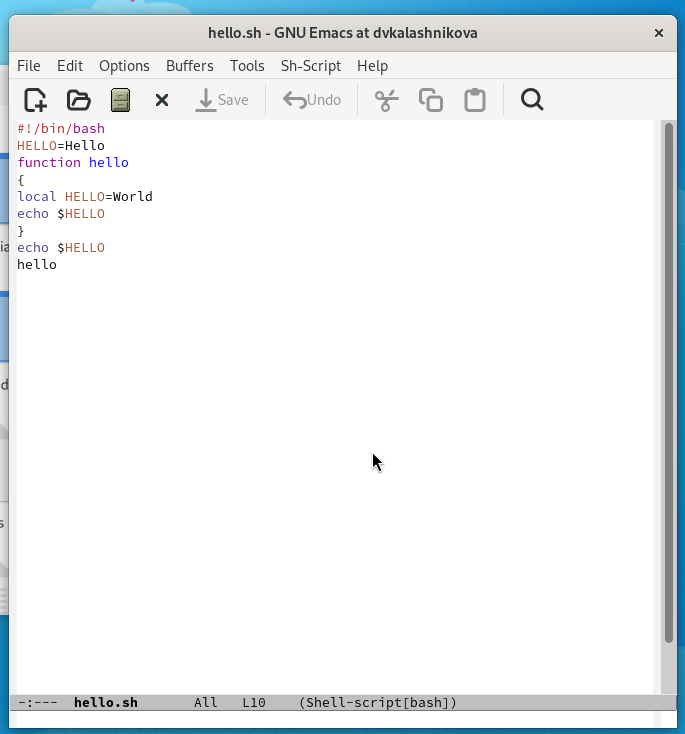 hello.sh - GNU Emacs at dvkalashnikova
File Edit Options Buffers Tools Sh-Script Help
Save Undo
#!/bin/bash
HELLO=Hello
function hello
{
local HELLO=World
echo $HELLO
}
echo $HELLO
hello
ia
d
s
-:--- hello.sh All L10 (Shell-script[bash])